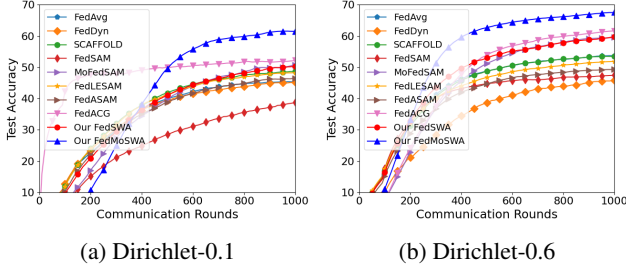 70
60
50
40
30
20
10
Test Accuracy
FedAvg
FedDyn
SCAFFOLD
FedSAM
MoFedSAM
FedLESAM
FedASAM
FedACG
Our FedSWA
Our FedMoSWA
0 200 400 600 800 1000
Communication Rounds
(a) Dirichlet-0.1
70
60
50
40
30
20
10
Test Accuracy
FedAvg
FedDyn
SCAFFOLD
FedSAM
MoFedSAM
FedLESAM
FedASAM
FedACG
Our FedSWA
Our FedMoSWA
0 200 400 600 800 1000
Communication Rounds
(b) Dirichlet-0.6